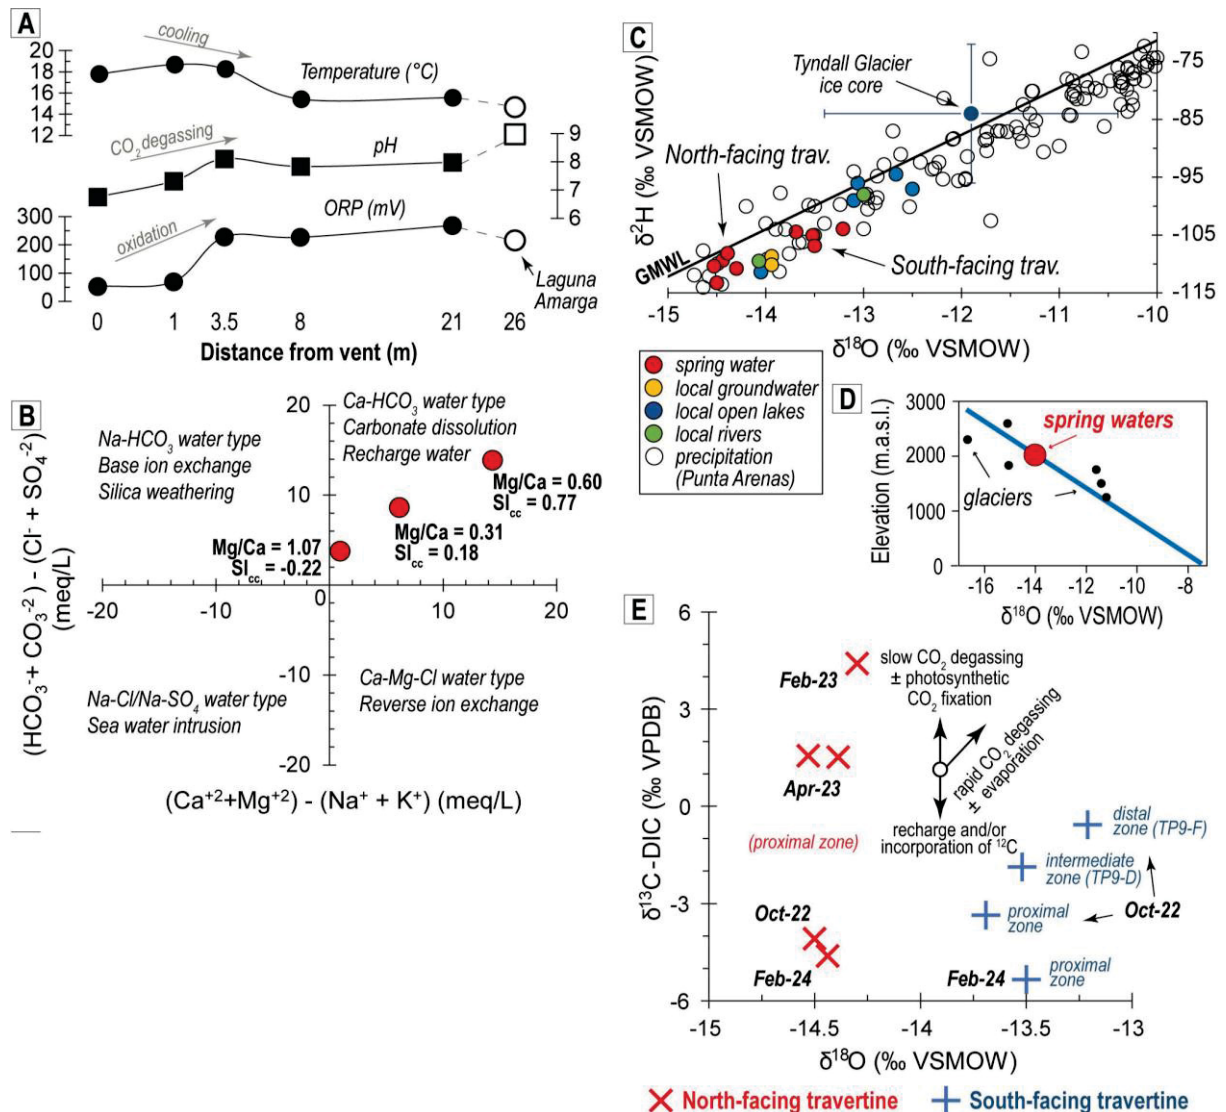 A
cooling
20
18
16
14
12
Temperature (°C)
CO2 degassing
pH
9
8
7
6
300
200
100
0
oxidation
ORP (mV)
Laguna
Amarga
0 1 3.5 8 21 26
Distance from vent (m)
B
20
10
0
-10
-20
-20 -10 0 10 20
Na-HCO3 water type
Base ion exchange
Silica weathering
Ca-HCO3 water type
Carbonate dissolution
Recharge water
Mg/Ca = 0.60
SIcc = 0.77
Mg/Ca = 0.31
SIcc = 0.18
Mg/Ca = 1.07
SIcc = -0.22
Na-Cl/Na-SO4 water type
Sea water intrusion
Ca-Mg-Cl water type
Reverse ion exchange
(HCO3- + CO3-2) - (Cl- + SO4-2)
(meq/L)
(Ca+2+Mg+2) - (Na+ + K+) (meq/L)
C
Tyndall Glacier
ice core
North-facing trav.
South-facing trav.
GMWL
δ2H (‰ VSMOW)
-75
-85
-95
-105
-115
-15 -14 -13 -12 -11 -10
δ18O (‰ VSMOW)
spring water
local groundwater
local open lakes
local rivers
precipitation
(Punta Arenas)
D
Elevation (m.a.s.l.)
3000
2000
1000
0
spring waters
glaciers
-16 -14 -12 -10 -8
δ18O (‰ VSMOW)
E
δ13C-DIC (‰ VPDB)
6
3
0
-3
-6
Feb-23
Apr-23
(proximal zone)
Oct-22
Feb-24
slow CO2 degassing
± photosynthetic
CO2 fixation
rapid CO2 degassing
± evaporation
recharge and/or
incorporation of 12C
distal
zone (TP9-F)
intermediate
zone (TP9-D)
proximal
zone
Oct-22
Feb-24
proximal
zone
-15 -14.5 -14 -13.5 -13
δ18O (‰ VSMOW)
North-facing travertine
South-facing travertine